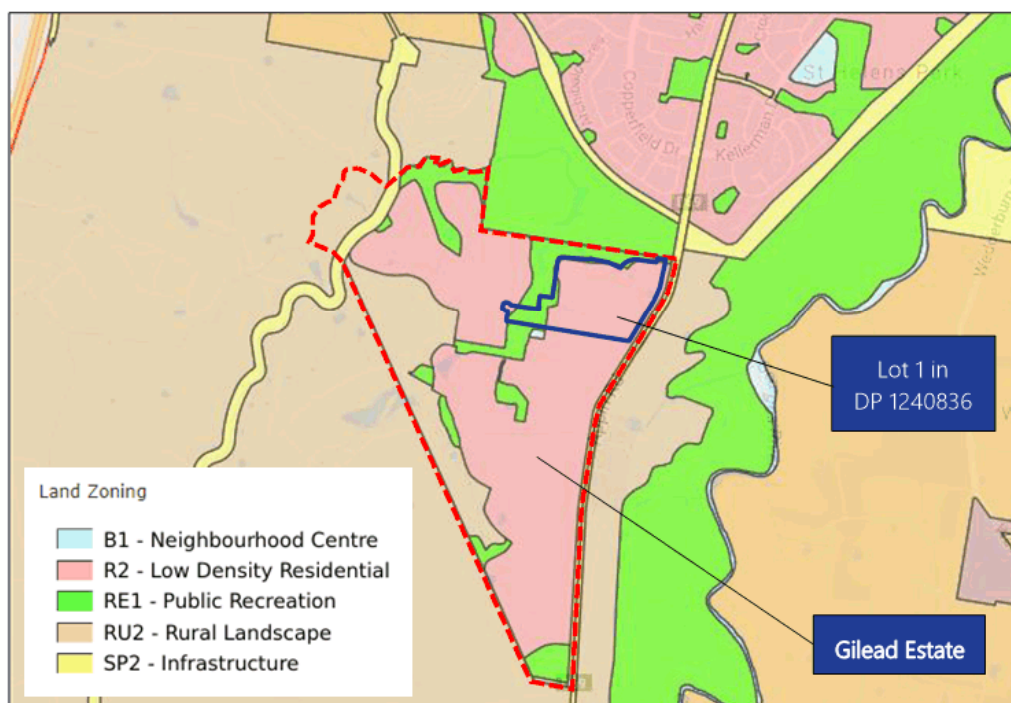 St Helens Park
Copperfield Dr
Kellerman D
Lot 1 in
DP 1240836
Land Zoning
B1 - Neighbourhood Centre
R2 - Low Density Residential
RE1 - Public Recreation
RU2 - Rural Landscape
SP2 - Infrastructure
Gilead Estate